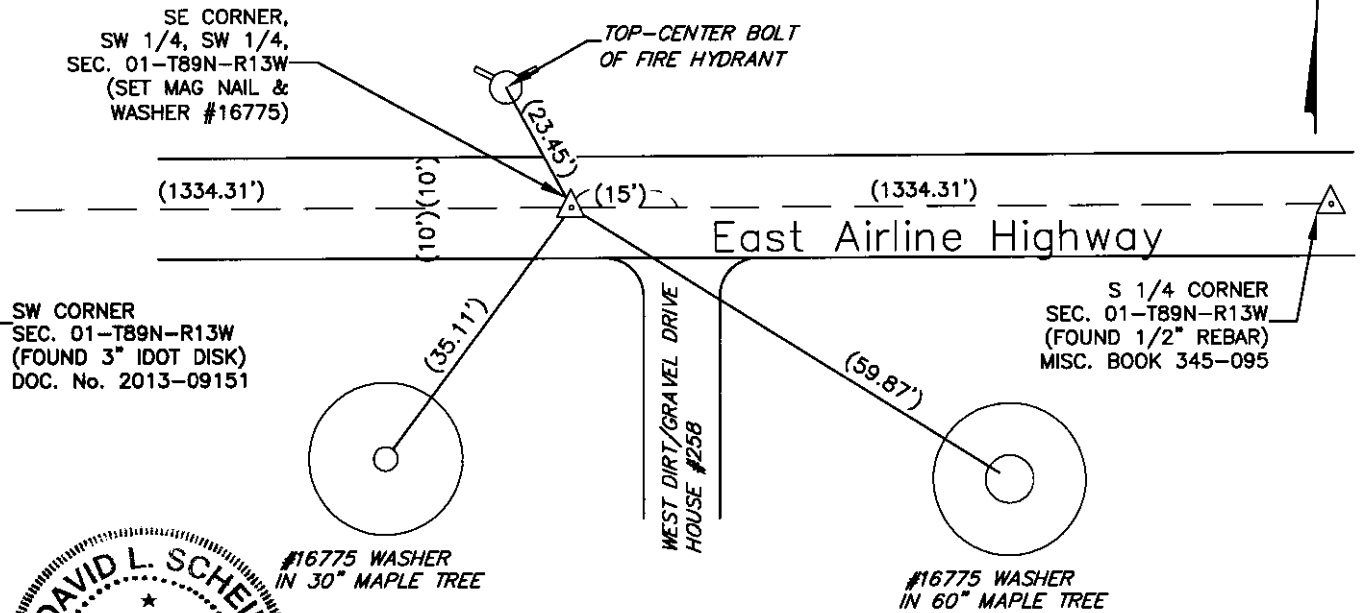 SE CORNER,
SW 1/4, SW 1/4,
SEC. 01-T89N-R13W
(SET MAG NAIL &
WASHER #16775)
TOP-CENTER BOLT
OF FIRE HYDRANT
(23.45')
(1334.31')
(10')(10')
(15')
(1334.31')
East Airline Highway
SW CORNER
SEC. 01-T89N-R13W
(FOUND 3" IDOT DISK)
DOC. No. 2013-09151
S 1/4 CORNER
SEC. 01-T89N-R13W
(FOUND 1/2" REBAR)
MISC. BOOK 345-095
(35.11')
(59.87')
WEST DIRT/GRAVEL DRIVE
HOUSE #258
#16775 WASHER
IN 30" MAPLE TREE
#16775 WASHER
IN 60" MAPLE TREE
DAVID L.